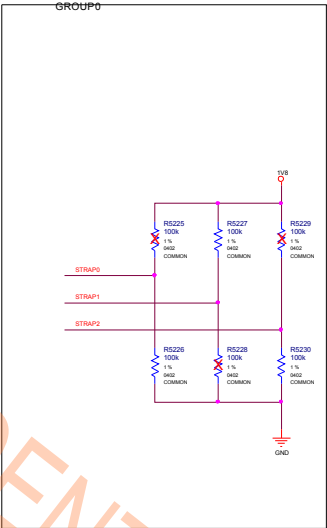 GROUP0
1V8
R5225
100k
1 %
0402
COMMON
R5227
100k
1 %
0402
COMMON
R5229
100k
1 %
0402
COMMON
STRAP0
STRAP1
STRAP2
R5226
100k
1 %
0402
COMMON
R5228
100k
1 %
0402
COMMON
R5230
100k
1 %
0402
COMMON
GND
DENT